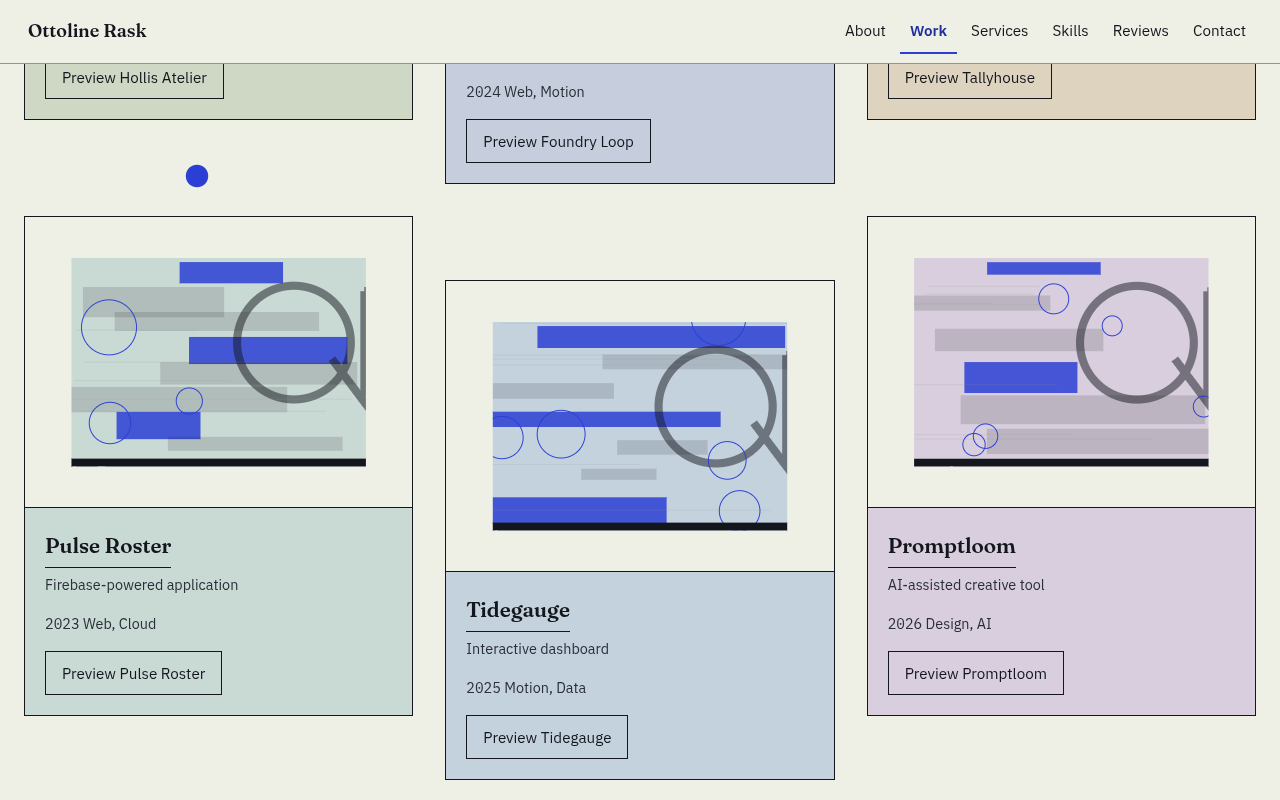 Ottoline Rask
About Work Services Skills Reviews Contact
Preview Hollis Atelier
2024 Web, Motion
Preview Foundry Loop
Preview Tallyhouse
Pulse Roster
Firebase-powered application
2023 Web, Cloud
Preview Pulse Roster
Tidegauge
Interactive dashboard
2025 Motion, Data
Preview Tidegauge
Promptloom
AI-assisted creative tool
2026 Design, AI
Preview Promptloom